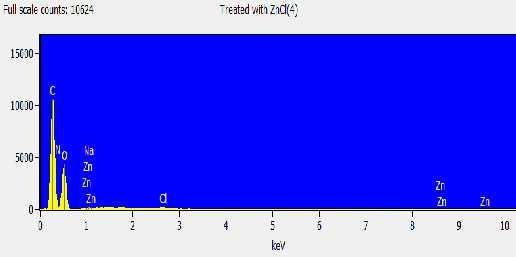 Full scale counts: 10624
Treated with ZnCl(4)
15000
10000
5000
0
C
N
O
Na
Zn
Zn
Zn
Cl
Zn
Zn
Zn
0 1 2 3 4 5 6 7 8 9 10
keV